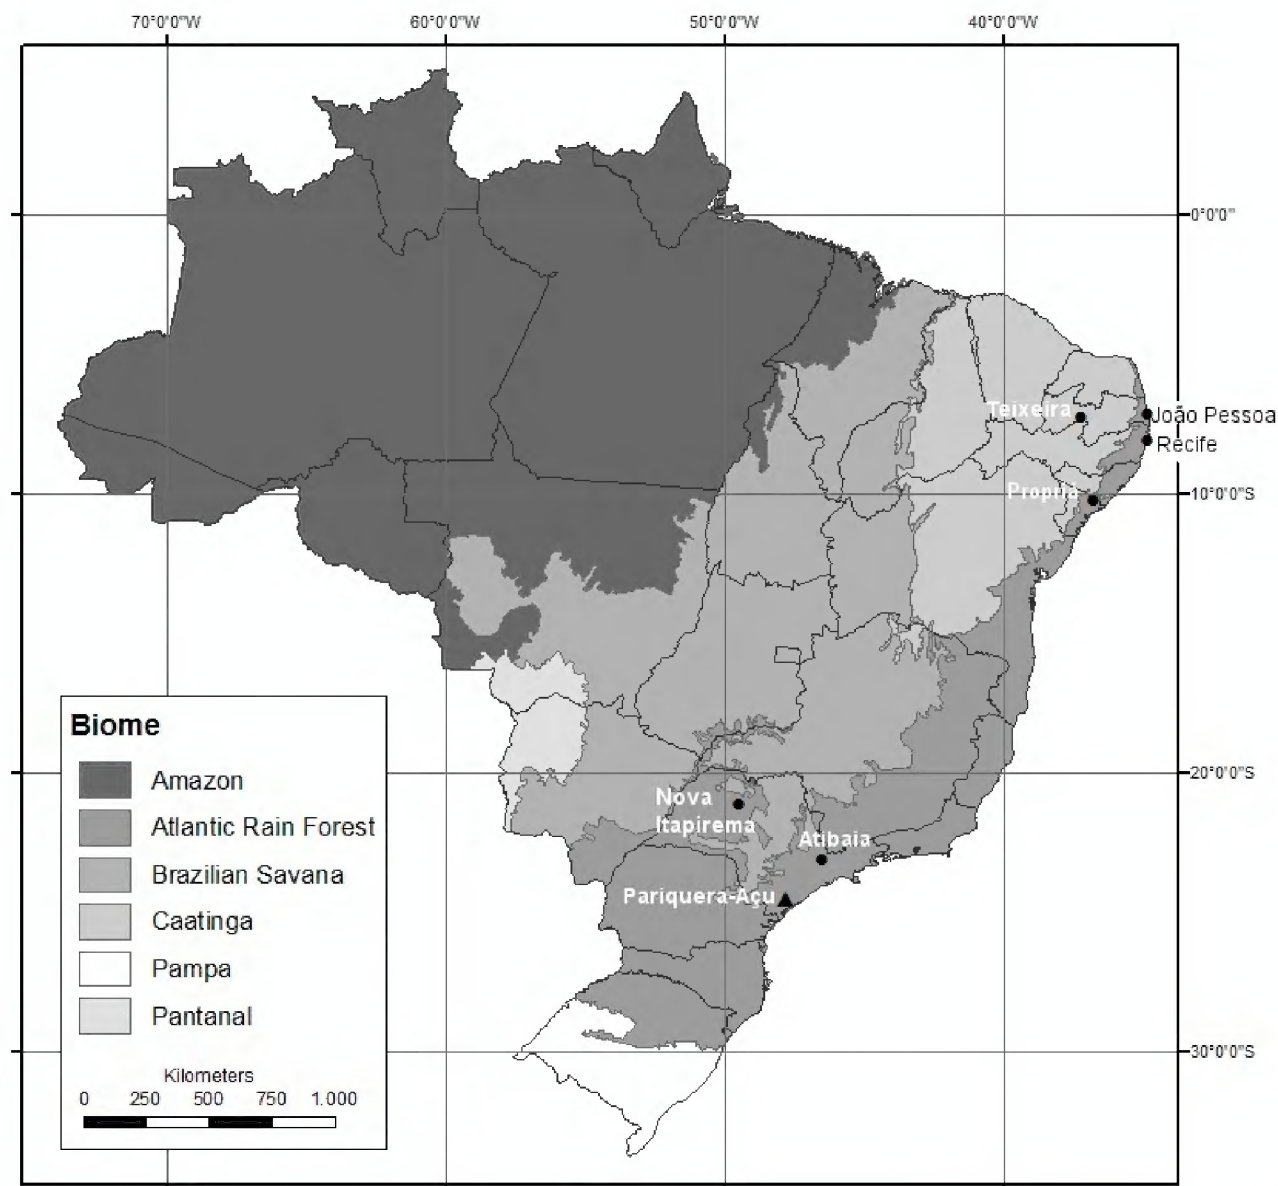 70°0'0"W 60°0'0"W 50°0'0"W 40°0'0"W
0°0'0"
Teixeira
João Pessoa
Recife
Propriá
10°0'0"S
Biome
Amazon
Atlantic Rain Forest
Brazilian Savana
Caatinga
Pampa
Pantanal
Kilometers
0 250 500 750 1.000
20°0'0"S
Nova
Itapirema
Atibaia
Pariquera-Açu
30°0'0"S